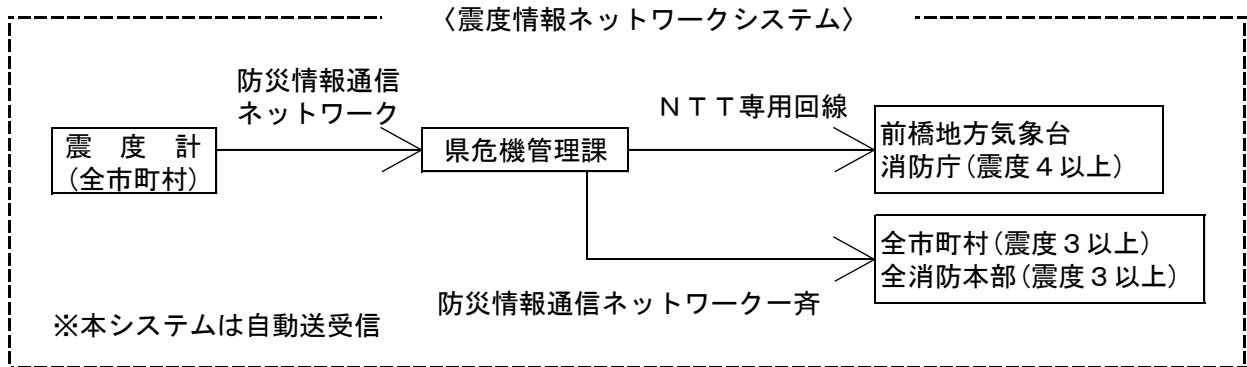 〈震度情報ネットワークシステム〉
防災情報通信
ネットワーク
ＮＴＴ専用回線
震　度　計
(全市町村)
県危機管理課
前橋地方気象台
消防庁(震度４以上)
全市町村(震度３以上)
全消防本部(震度３以上)
防災情報通信ネットワーク一斉
※本システムは自動送受信